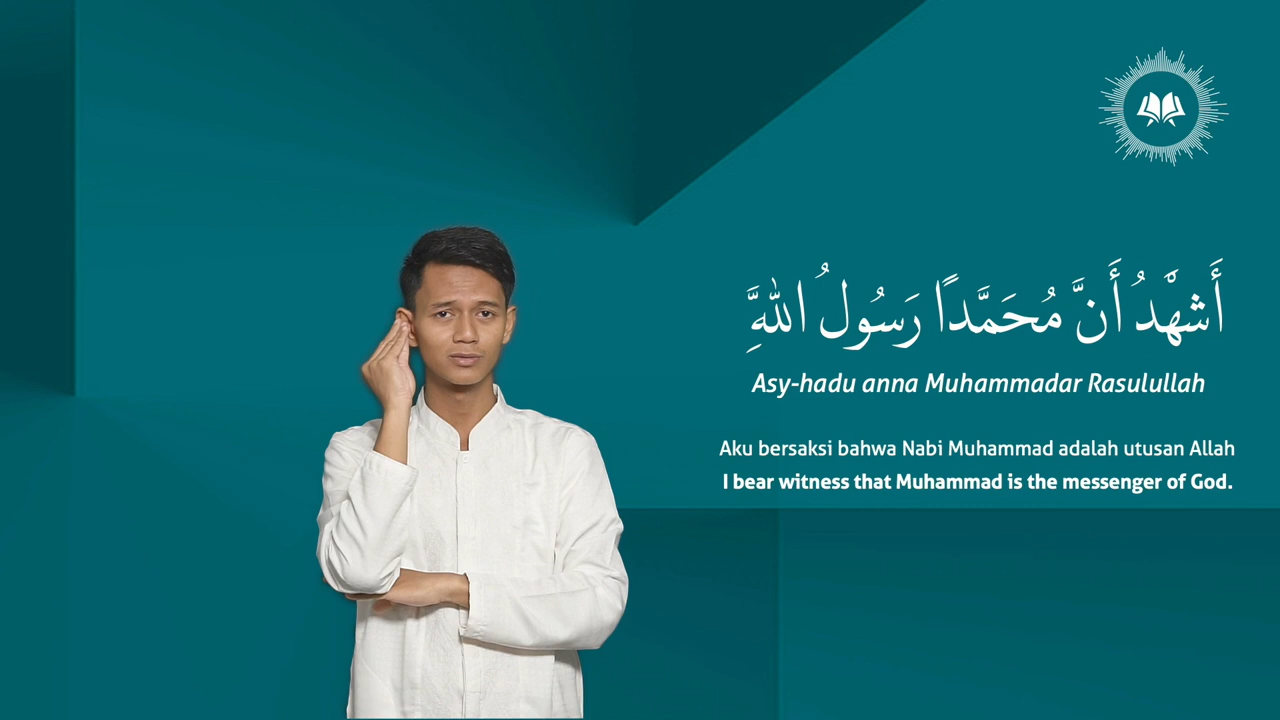 أَشْهَدُ أَنَّ مُحَمَّدًا رَسُولُ اللهِ
Asy-hadu anna Muhammadar Rasulullah
Aku bersaksi bahwa Nabi Muhammad adalah utusan Allah
I bear witness that Muhammad is the messenger of God.